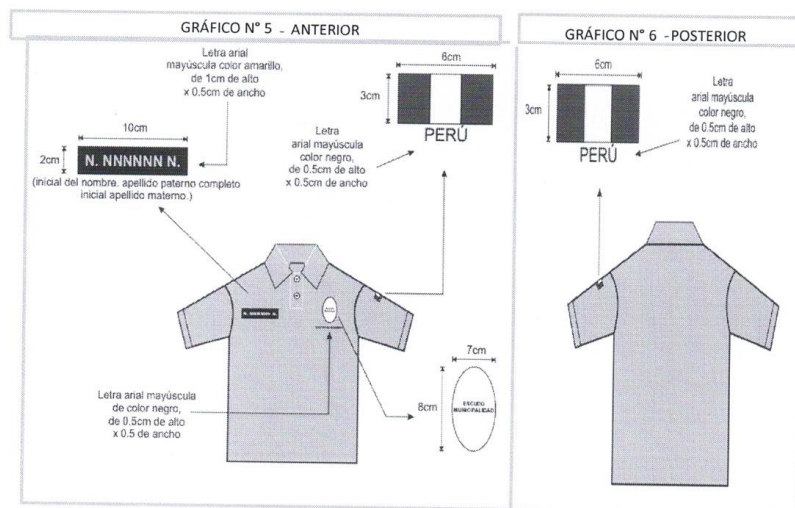 GRÁFICO N° 5 - ANTERIOR
Letra arial
mayúscula color amarillo,
de 1cm de alto
x 0.5cm de ancho
10cm
2cm
N. NNNNNN N.
(inicial del nombre. apellido paterno completo
inicial apellido materno.)
6cm
3cm
PERÚ
Letra
arial mayúscula
color negro,
de 0.5cm de alto
x 0.5cm de ancho
N. NNNNNN N.
Letra arial mayúscula
de color negro,
de 0.5cm de alto
x 0.5 de ancho
7cm
8cm
ESCUDO
MUNICIPALIDAD
GRÁFICO N° 6 -POSTERIOR
6cm
3cm
PERÚ
Letra
arial mayúscula
color negro,
de 0.5cm de alto
x 0.5cm de ancho